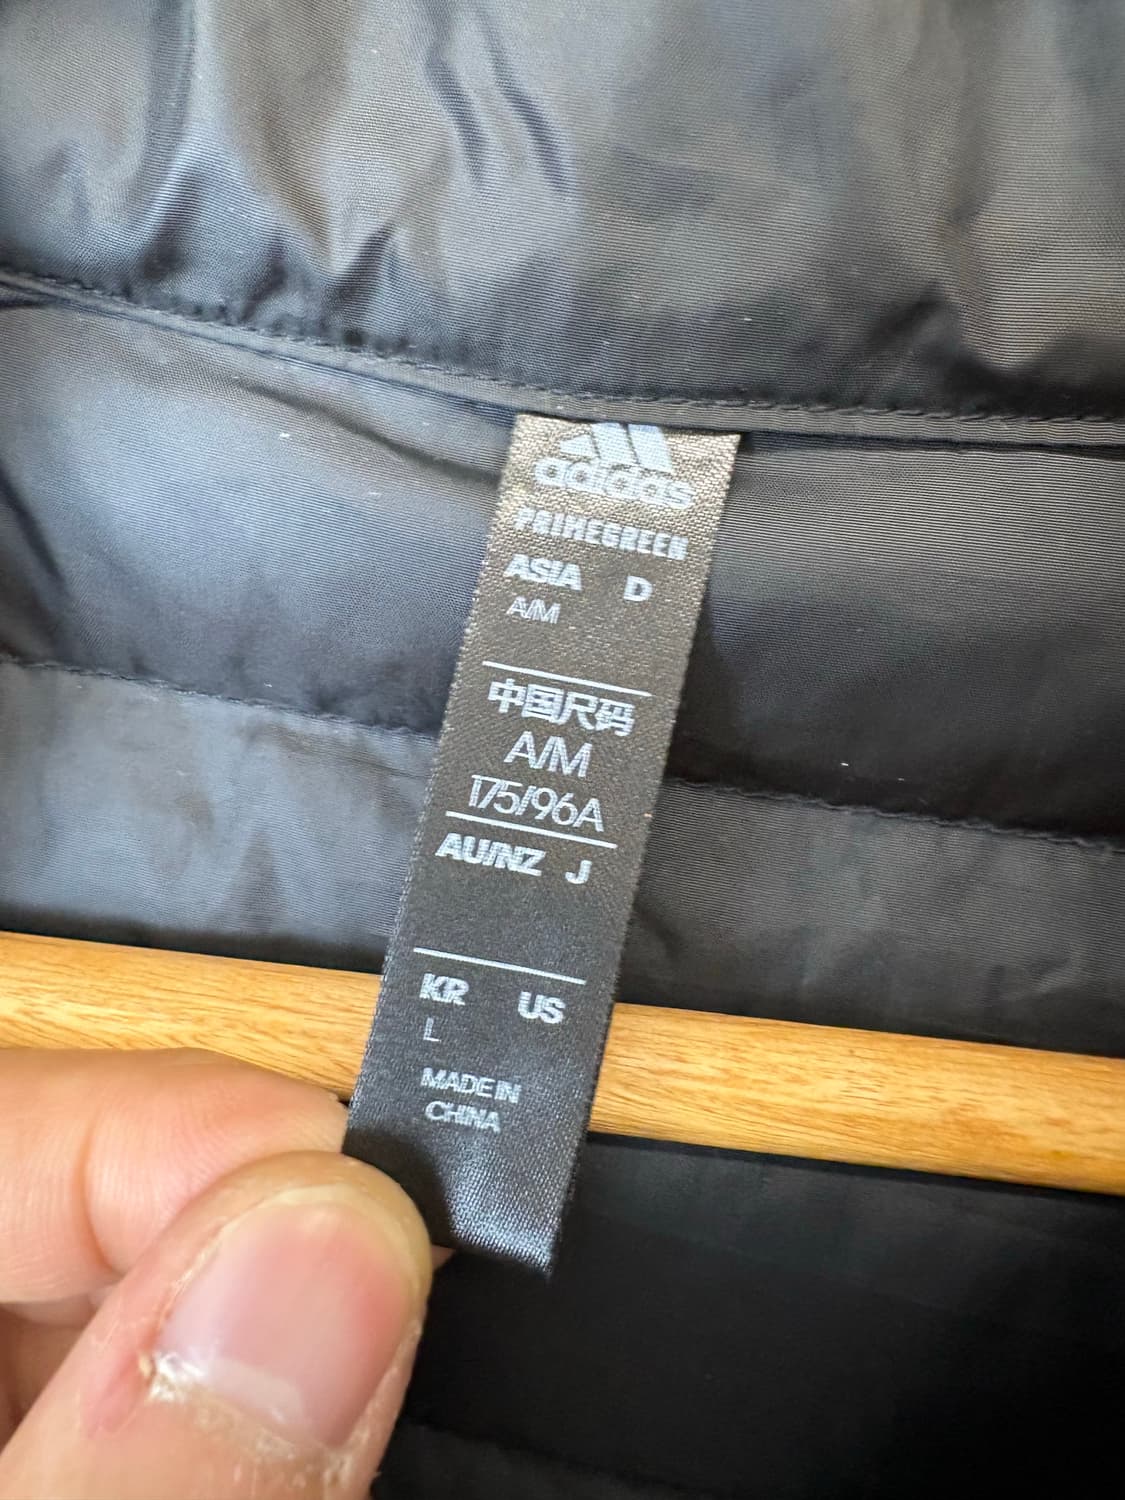 adidas
PRIMEGREEN
ASIA D
A/M
中国尺码
A/M
175/96A
AU/NZ J
KR US
L
MADE IN
CHINA